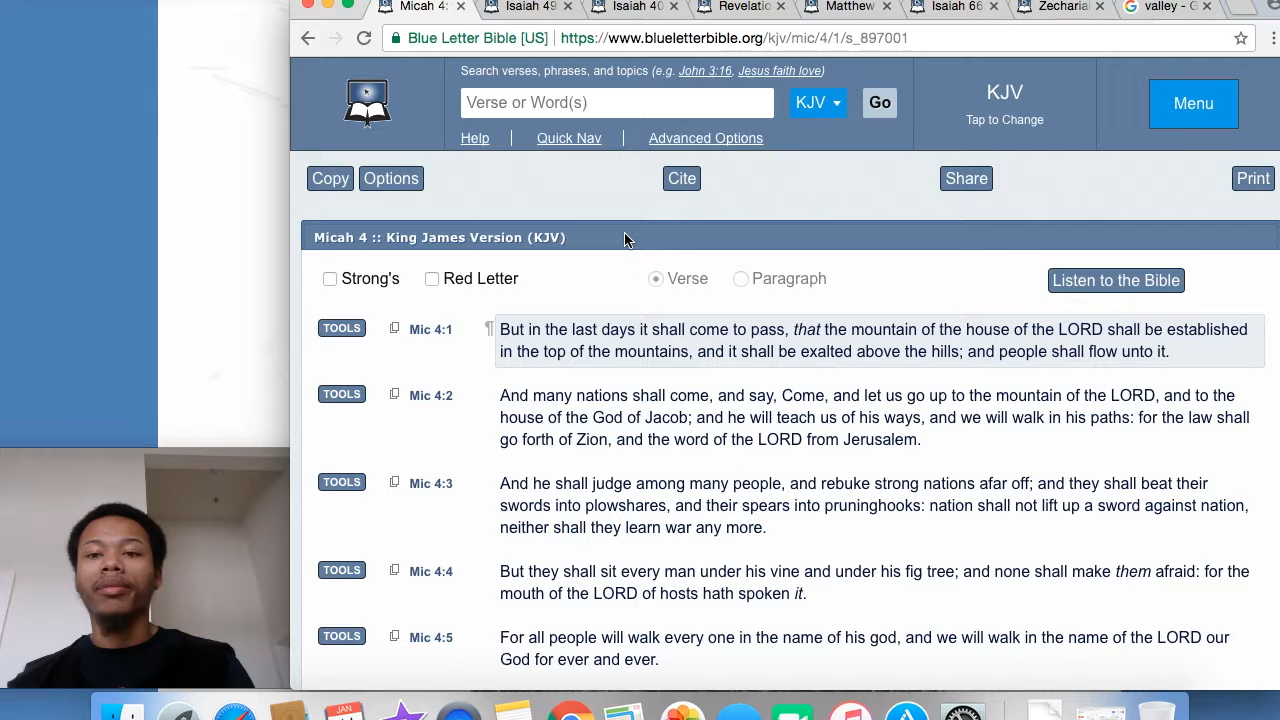 Micah 4: Isaiah 49 Isaiah 40 Revelatio Matthew Isaiah 66 Zecharia valley - G
Blue Letter Bible [US] https://www.blueletterbible.org/kjv/mic/4/1/s_897001
Search verses, phrases, and topics (e.g. John 3:16, Jesus faith love)
Verse or Word(s) KJV Go
Help Quick Nav Advanced Options
KJV
Tap to Change
Menu
Copy Options Cite Share Print
Micah 4 :: King James Version (KJV)
Strong's Red Letter Verse Paragraph Listen to the Bible
TOOLS Mic 4:1 ¶ But in the last days it shall come to pass, that the mountain of the house of the LORD shall be established
in the top of the mountains, and it shall be exalted above the hills; and people shall flow unto it.
TOOLS Mic 4:2 And many nations shall come, and say, Come, and let us go up to the mountain of the LORD, and to the
house of the God of Jacob; and he will teach us of his ways, and we will walk in his paths: for the law shall
go forth of Zion, and the word of the LORD from Jerusalem.
TOOLS Mic 4:3 And he shall judge among many people, and rebuke strong nations afar off; and they shall beat their
swords into plowshares, and their spears into pruninghooks: nation shall not lift up a sword against nation,
neither shall they learn war any more.
TOOLS Mic 4:4 But they shall sit every man under his vine and under his fig tree; and none shall make them afraid: for the
mouth of the LORD of hosts hath spoken it.
TOOLS Mic 4:5 For all people will walk every one in the name of his god, and we will walk in the name of the LORD our
God for ever and ever.
JAN